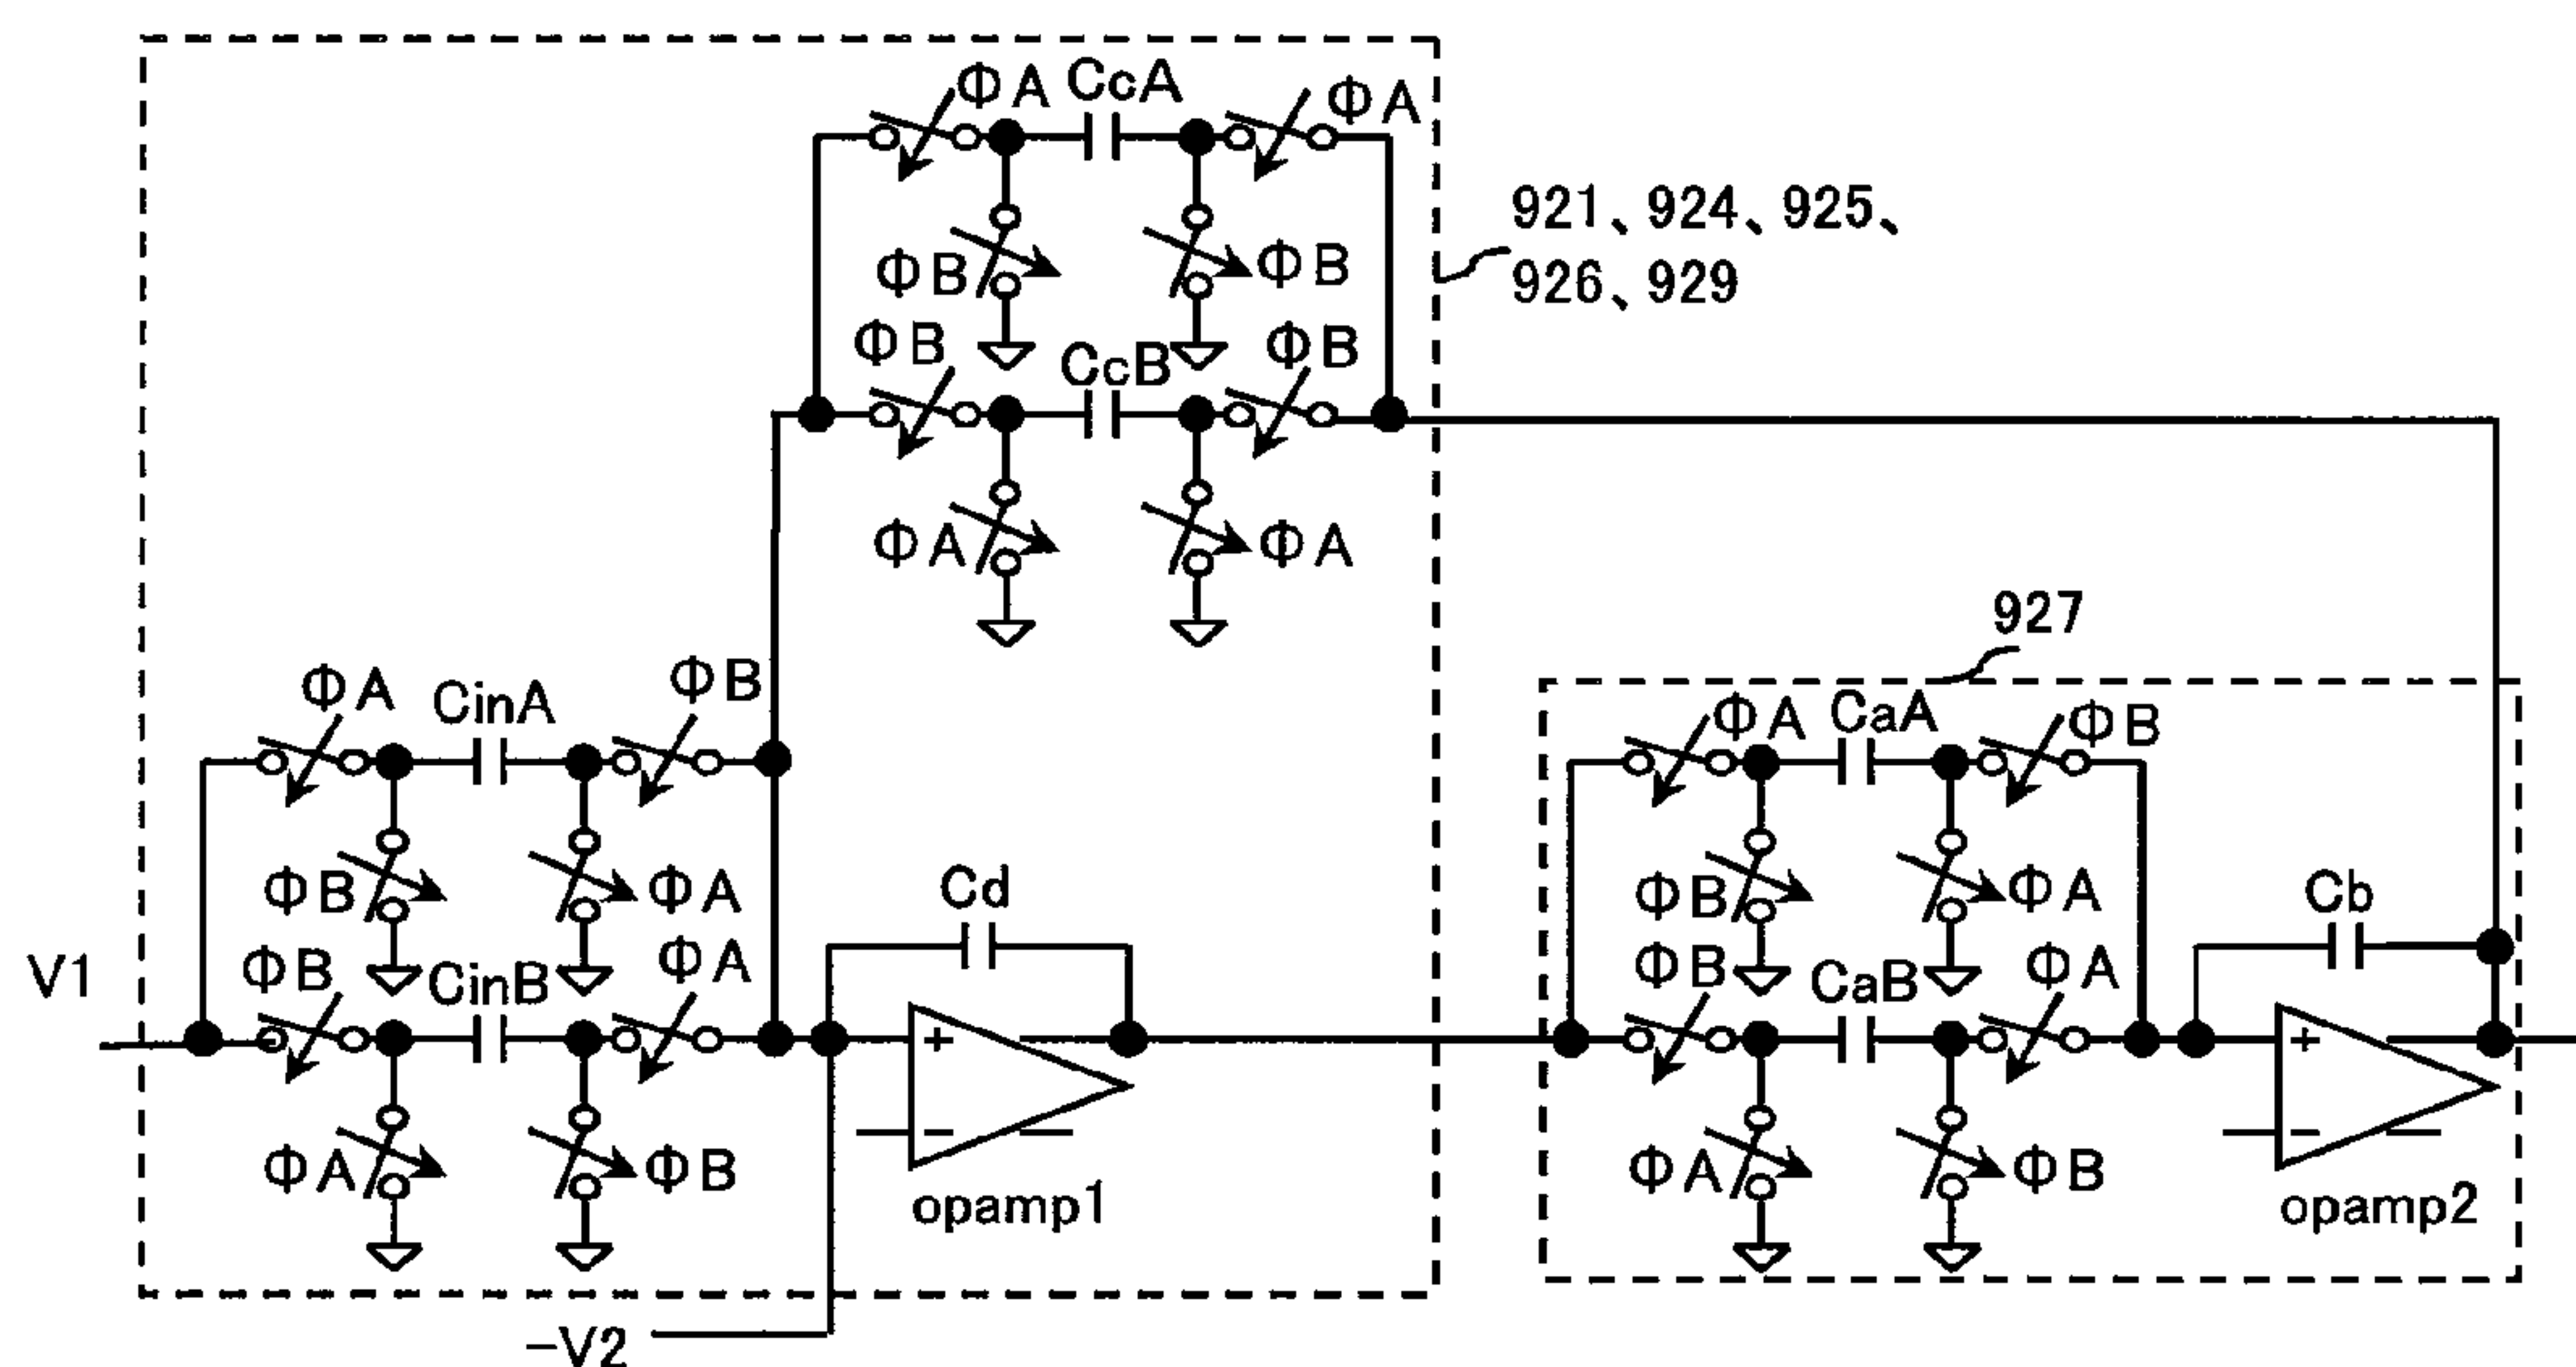 ΦA CcA ΦA
921、924、925、
926、929
ΦB ΦB
ΦB CcB ΦB
ΦA ΦA
927
ΦA CinA ΦB
ΦB ΦA
V1
ΦB CinB ΦA
ΦA ΦB
Cd
+
−
opamp1
-V2
ΦA CaA ΦB
ΦB ΦA
ΦB CaB ΦA
ΦA ΦB
Cb
+
−
opamp2